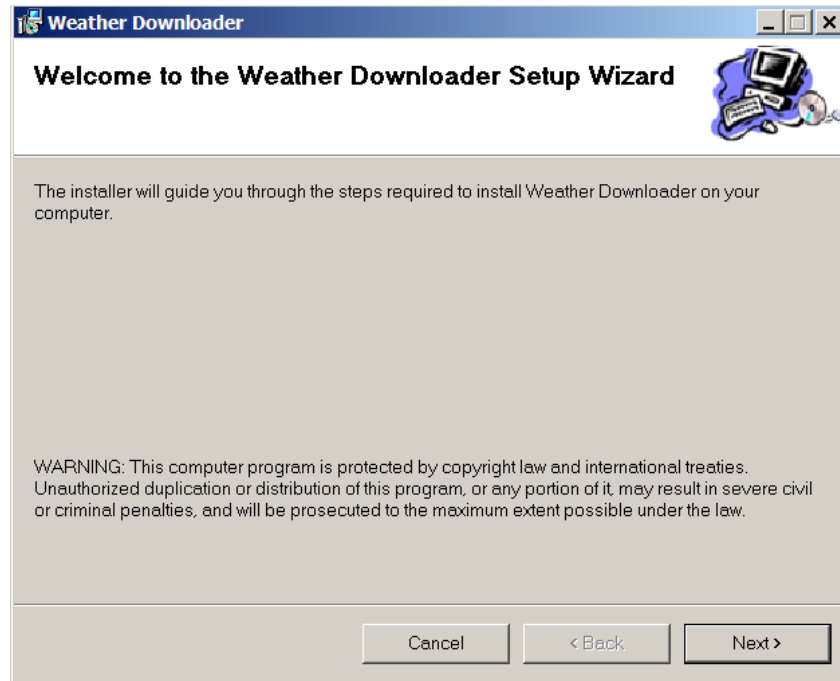 Weather Downloader
Welcome to the Weather Downloader Setup Wizard
The installer will guide you through the steps required to install Weather Downloader on your
computer.
WARNING: This computer program is protected by copyright law and international treaties.
Unauthorized duplication or distribution of this program, or any portion of it, may result in severe civil
or criminal penalties, and will be prosecuted to the maximum extent possible under the law.
Cancel < Back Next >